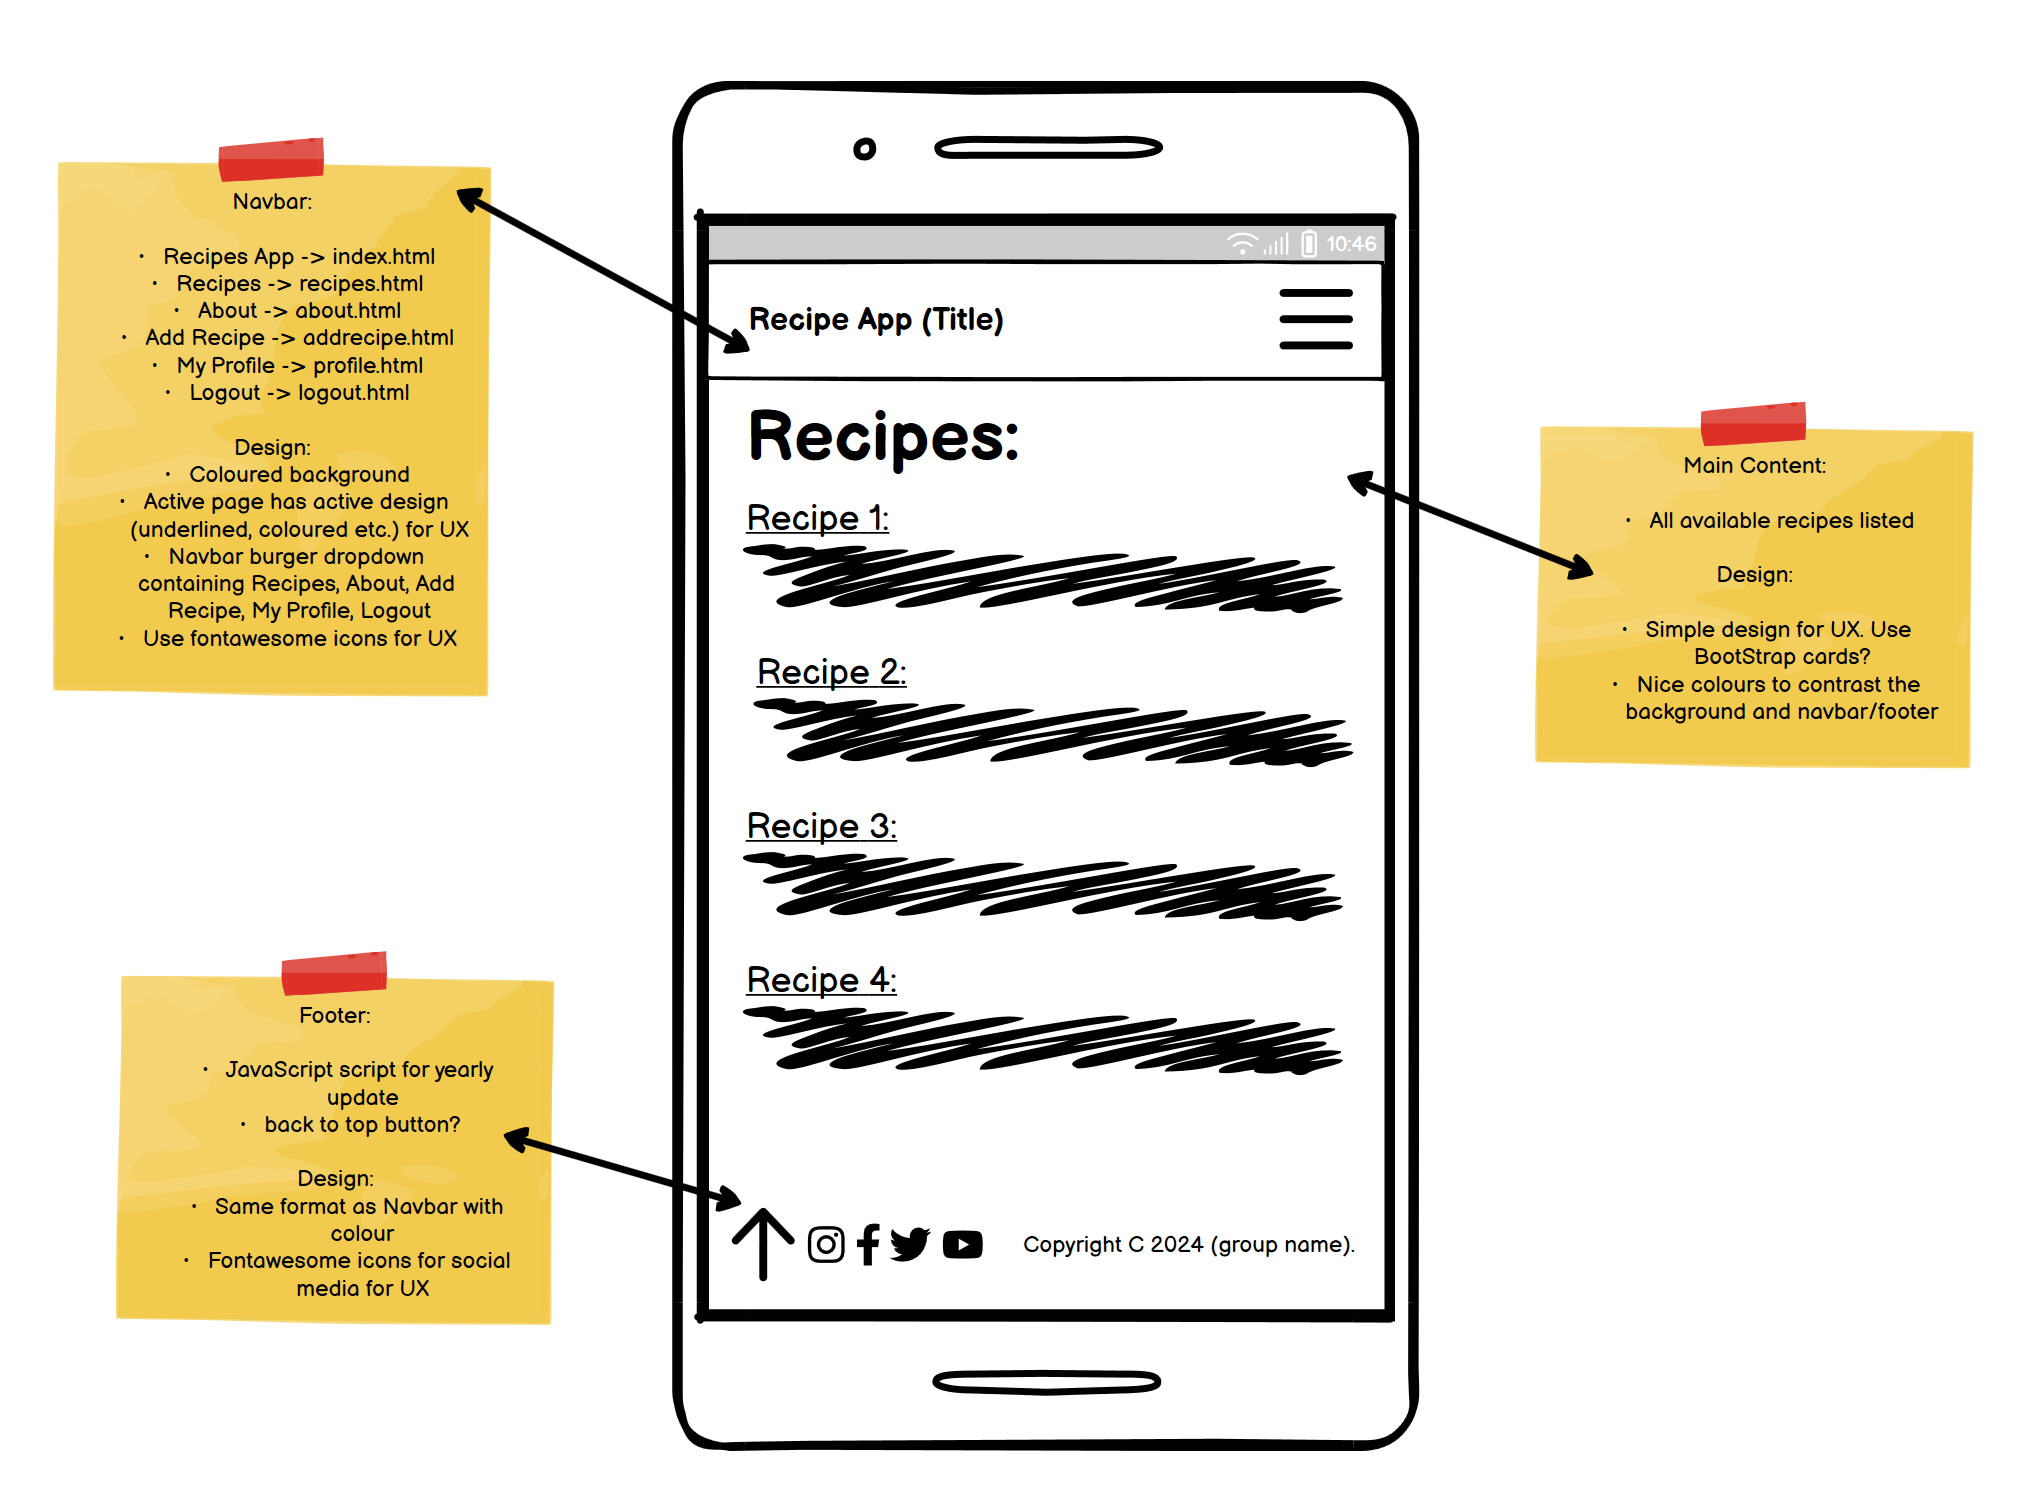 Navbar:
• Recipes App -> index.html
• Recipes -> recipes.html
• About -> about.html
• Add Recipe -> addrecipe.html
• My Profile -> profile.html
• Logout -> logout.html
Design:
• Coloured background
• Active page has active design
(underlined, coloured etc.) for UX
• Navbar burger dropdown
containing Recipes, About, Add
Recipe, My Profile, Logout
• Use fontawesome icons for UX
10:46
Recipe App (Title)
Recipes:
Recipe 1:
Recipe 2:
Recipe 3:
Recipe 4:
Copyright C 2024 (group name).
Main Content:
• All available recipes listed
Design:
• Simple design for UX. Use
BootStrap cards?
• Nice colours to contrast the
background and navbar/footer
Footer:
• JavaScript script for yearly
update
• back to top button?
Design:
• Same format as Navbar with
colour
• Fontawesome icons for social
media for UX